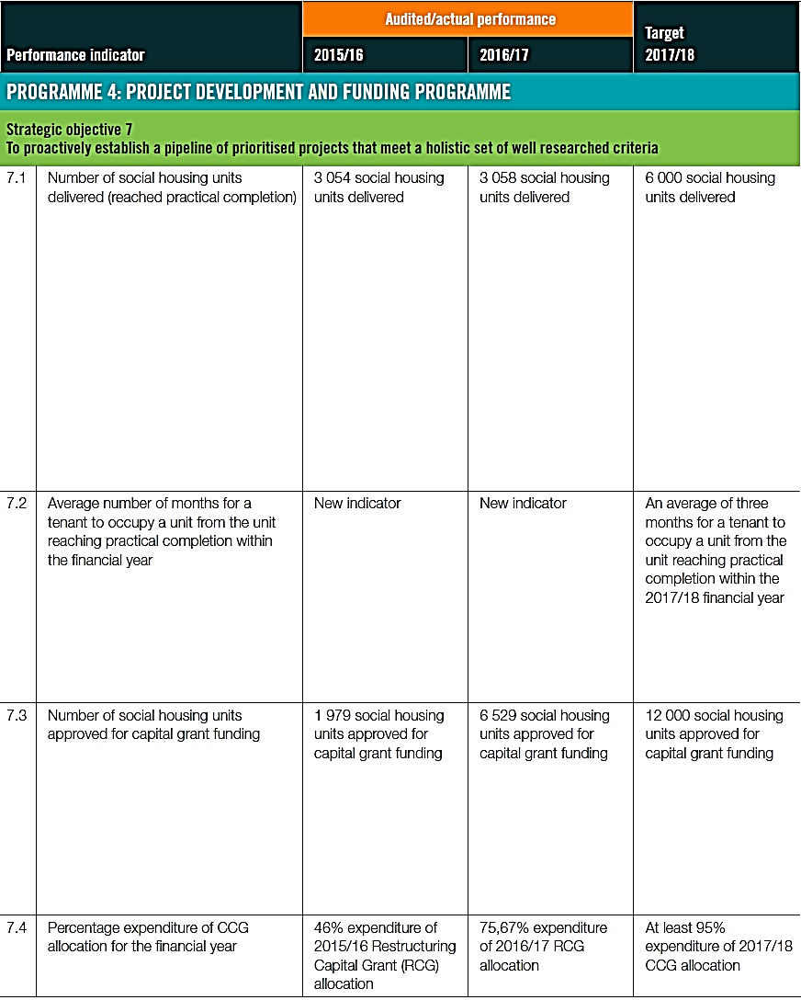 Performance indicator
Audited/actual performance
2015/16
2016/17
Target
2017/18
PROGRAMME 4: PROJECT DEVELOPMENT AND FUNDING PROGRAMME
Strategic objective 7
To proactively establish a pipeline of prioritised projects that meet a holistic set of well researched criteria
7.1
Number of social housing units
delivered (reached practical completion)
3 054 social housing
units delivered
3 058 social housing
units delivered
6 000 social housing
units delivered
7.2
Average number of months for a
tenant to occupy a unit from the unit
reaching practical completion within
the financial year
New indicator
New indicator
An average of three
months for a tenant to
occupy a unit from the
unit reaching practical
completion within the
2017/18 financial year
7.3
Number of social housing units
approved for capital grant funding
1 979 social housing
units approved for
capital grant funding
6 529 social housing
units approved for
capital grant funding
12 000 social housing
units approved for
capital grant funding
7.4
Percentage expenditure of CCG
allocation for the financial year
46% expenditure of
2015/16 Restructuring
Capital Grant (RCG)
allocation
75,67% expenditure
of 2016/17 RCG
allocation
At least 95%
expenditure of 2017/18
CCG allocation